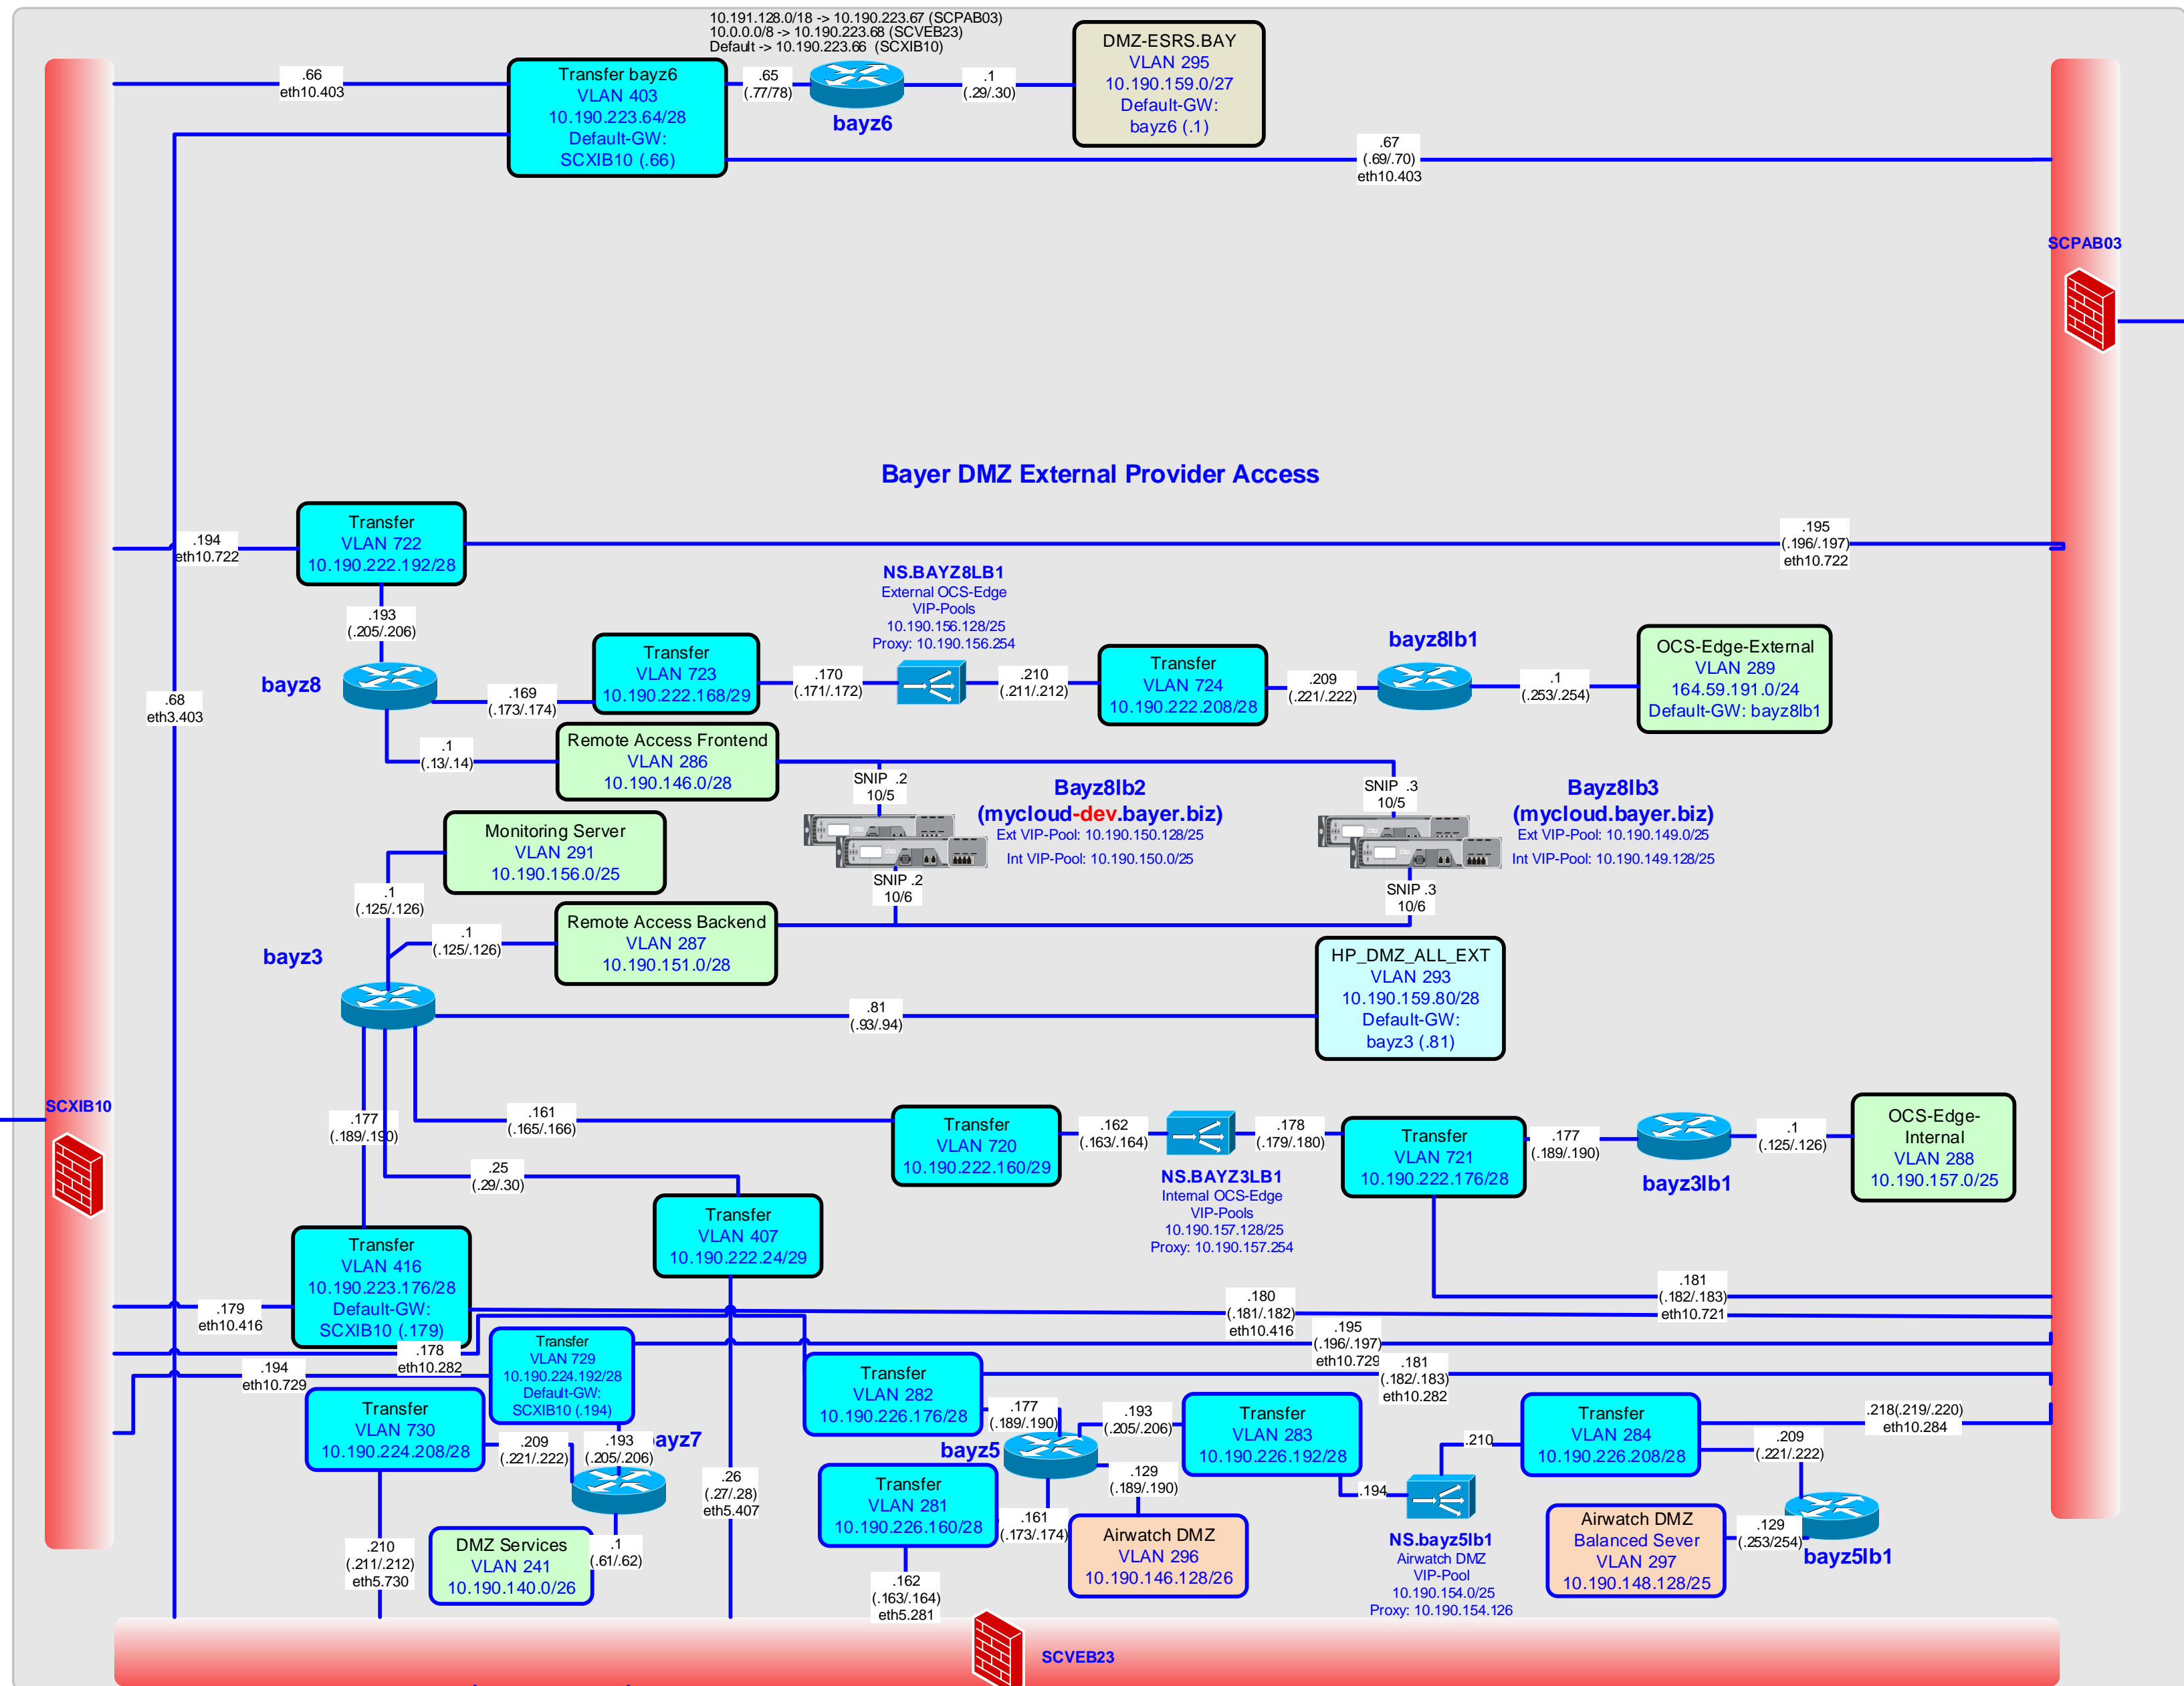 10.191.128.0/18 -> 10.190.223.67 (SCPAB03)
10.0.0.0/8 -> 10.190.223.68 (SCVEB23)
Default -> 10.190.223.66 (SCXIB10)
DMZ-ESRS.BAY
VLAN 295
10.190.159.0/27
Default-GW:
bayz6 (.1)
.66
eth10.403
Transfer bayz6
VLAN 403
10.190.223.64/28
Default-GW:
SCXIB10 (.66)
.65
(.77/78)
bayz6
.1
(.29/.30)
.67
(.69/.70)
eth10.403
SCPAB03
Bayer DMZ External Provider Access
.194
eth10.722
Transfer
VLAN 722
10.190.222.192/28
.195
(.196/.197)
eth10.722
.193
(.205/.206)
bayz8
.68
eth3.403
.169
(.173/.174)
Transfer
VLAN 723
10.190.222.168/29
.170
(.171/.172)
NS.BAYZ8LB1
External OCS-Edge
VIP-Pools
10.190.156.128/25
Proxy: 10.190.156.254
.210
(.211/.212)
Transfer
VLAN 724
10.190.222.208/28
.209
(.221/.222)
bayz8lb1
.1
(.253/.254)
OCS-Edge-External
VLAN 289
164.59.191.0/24
Default-GW: bayz8lb1
.1
(.13/.14)
Remote Access Frontend
VLAN 286
10.190.146.0/28
SNIP .2
10/5
Bayz8lb2
(mycloud-dev.bayer.biz)
Ext VIP-Pool: 10.190.150.128/25
Int VIP-Pool: 10.190.150.0/25
SNIP .2
10/6
SNIP .3
10/5
Bayz8lb3
(mycloud.bayer.biz)
Ext VIP-Pool: 10.190.149.0/25
Int VIP-Pool: 10.190.149.128/25
SNIP .3
10/6
Monitoring Server
VLAN 291
10.190.156.0/25
.1
(.125/.126)
.1
(.125/.126)
Remote Access Backend
VLAN 287
10.190.151.0/28
bayz3
.81
(.93/.94)
HP_DMZ_ALL_EXT
VLAN 293
10.190.159.80/28
Default-GW:
bayz3 (.81)
SCXIB10
.177
(.189/.190)
.161
(.165/.166)
.25
(.29/.30)
Transfer
VLAN 720
10.190.222.160/29
.162
(.163/.164)
NS.BAYZ3LB1
Internal OCS-Edge
VIP-Pools
10.190.157.128/25
Proxy: 10.190.157.254
.178
(.179/.180)
Transfer
VLAN 721
10.190.222.176/28
.177
(.189/.190)
bayz3lb1
.1
(.125/.126)
OCS-Edge-
Internal
VLAN 288
10.190.157.0/25
Transfer
VLAN 407
10.190.222.24/29
Transfer
VLAN 416
10.190.223.176/28
Default-GW:
SCXIB10 (.179)
.179
eth10.416
.180
(.181/.182)
eth10.416
.181
(.182/.183)
eth10.721
.178
eth10.282
.194
eth10.729
Transfer
VLAN 729
10.190.224.192/28
Default-GW:
SCXIB10 (.194)
.195
(.196/.197)
eth10.729
.181
(.182/.183)
eth10.282
Transfer
VLAN 730
10.190.224.208/28
.209
(.221/.222)
.193
(.205/.206)
ayz7
.210
(.211/.212)
eth5.730
DMZ Services
VLAN 241
10.190.140.0/26
.1
(.61/.62)
.26
(.27/.28)
eth5.407
Transfer
VLAN 282
10.190.226.176/28
.177
(.189/.190)
bayz5
.193
(.205/.206)
Transfer
VLAN 283
10.190.226.192/28
.194
.210
Transfer
VLAN 284
10.190.226.208/28
.218(.219/.220)
eth10.284
.209
(.221/.222)
Transfer
VLAN 281
10.190.226.160/28
.161
(.173/.174)
.129
(.189/.190)
Airwatch DMZ
VLAN 296
10.190.146.128/26
.162
(.163/.164)
eth5.281
NS.bayz5lb1
Airwatch DMZ
VIP-Pool
10.190.154.0/25
Proxy: 10.190.154.126
Airwatch DMZ
Balanced Sever
VLAN 297
10.190.148.128/25
.129
(.253/254)
bayz5lb1
SCVEB23